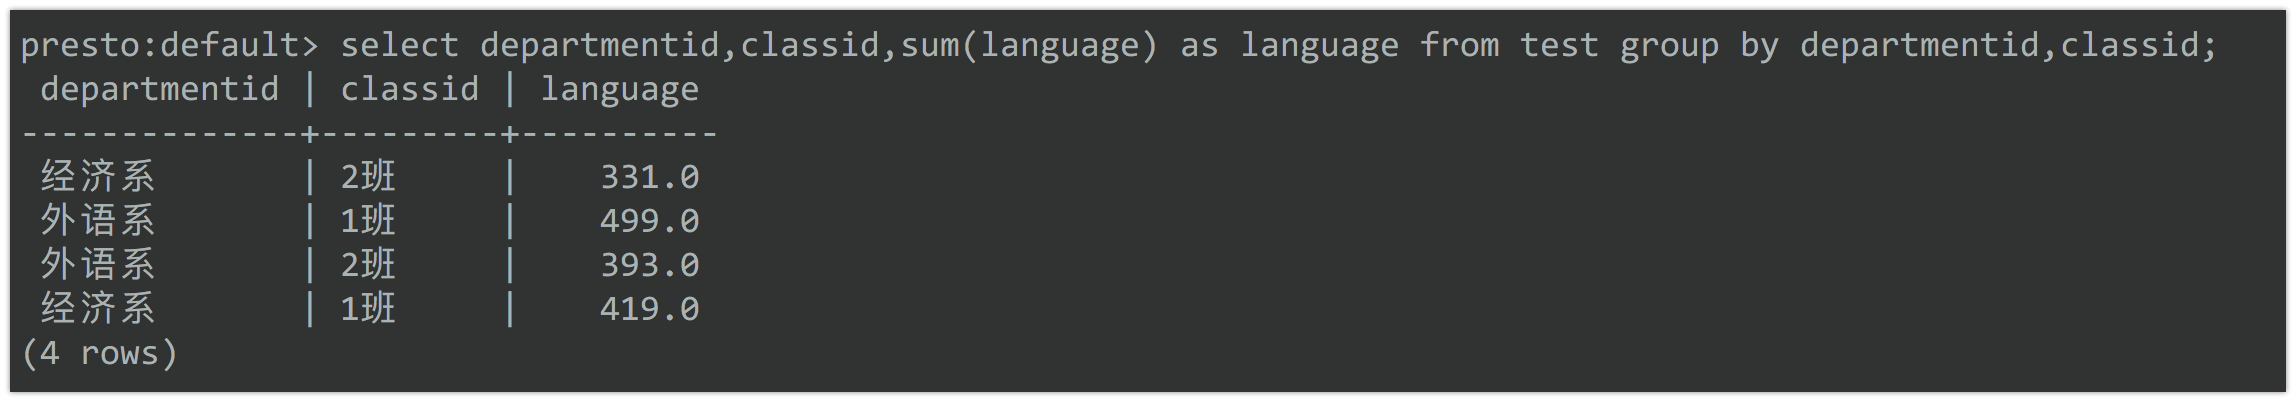 presto:default> select departmentid,classid,sum(language) as language from test group by departmentid,classid;
 departmentid | classid | language
--------------+---------+----------
 经济系       | 2班     |    331.0
 外语系       | 1班     |    499.0
 外语系       | 2班     |    393.0
 经济系       | 1班     |    419.0
(4 rows)